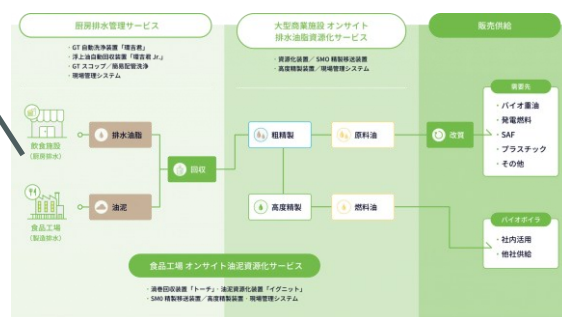 厨房排水管理サービス
・GT 自動洗浄装置「環吉君」
・浮上油自動回収装置「環吉君 Jr.」
・GT スコップ/簡易配管洗浄
・現場管理システム
大型商業施設 オンサイト
排水油脂資源化サービス
・資源化装置/ SMO 精製移送装置
・高度精製装置/現場管理システム
販売供給
飲食施設
(厨房排水)
排水油脂
食品工場
(製造排水)
油泥
回収
粗精製
原料油
高度精製
燃料油
改質
需要先
・バイオ重油
・発電燃料
・SAF
・プラスチック
・その他
バイオボイラ
・社内活用
・他社供給
食品工場 オンサイト油泥資源化サービス
・渦巻回収装置「トーチ」・油泥資源化装置「イグニット」
・SMO 精製移送装置/高度精製装置・現場管理システム